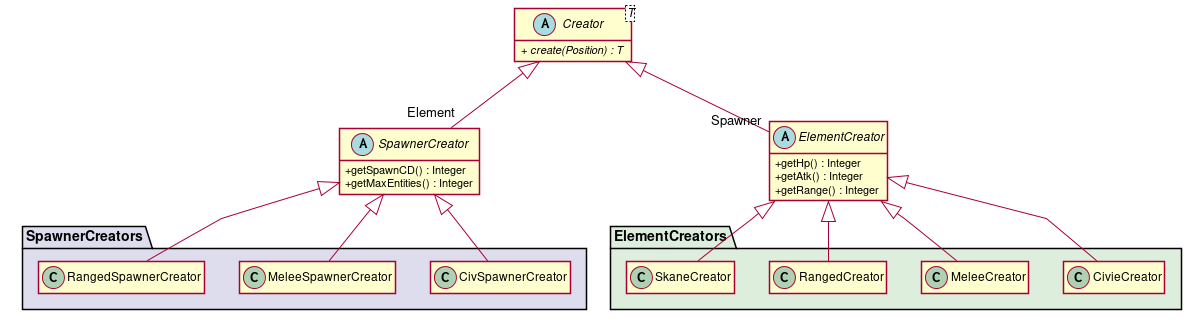 T
A Creator
+ create(Position) : T
Element
Spawner
A SpawnerCreator
+getSpawnCD() : Integer
+getMaxEntities() : Integer
A ElementCreator
+getHp() : Integer
+getAtk() : Integer
+getRange() : Integer
SpawnerCreators
C RangedSpawnerCreator
C MeleeSpawnerCreator
C CivSpawnerCreator
ElementCreators
C SkaneCreator
C RangedCreator
C MeleeCreator
C CivieCreator